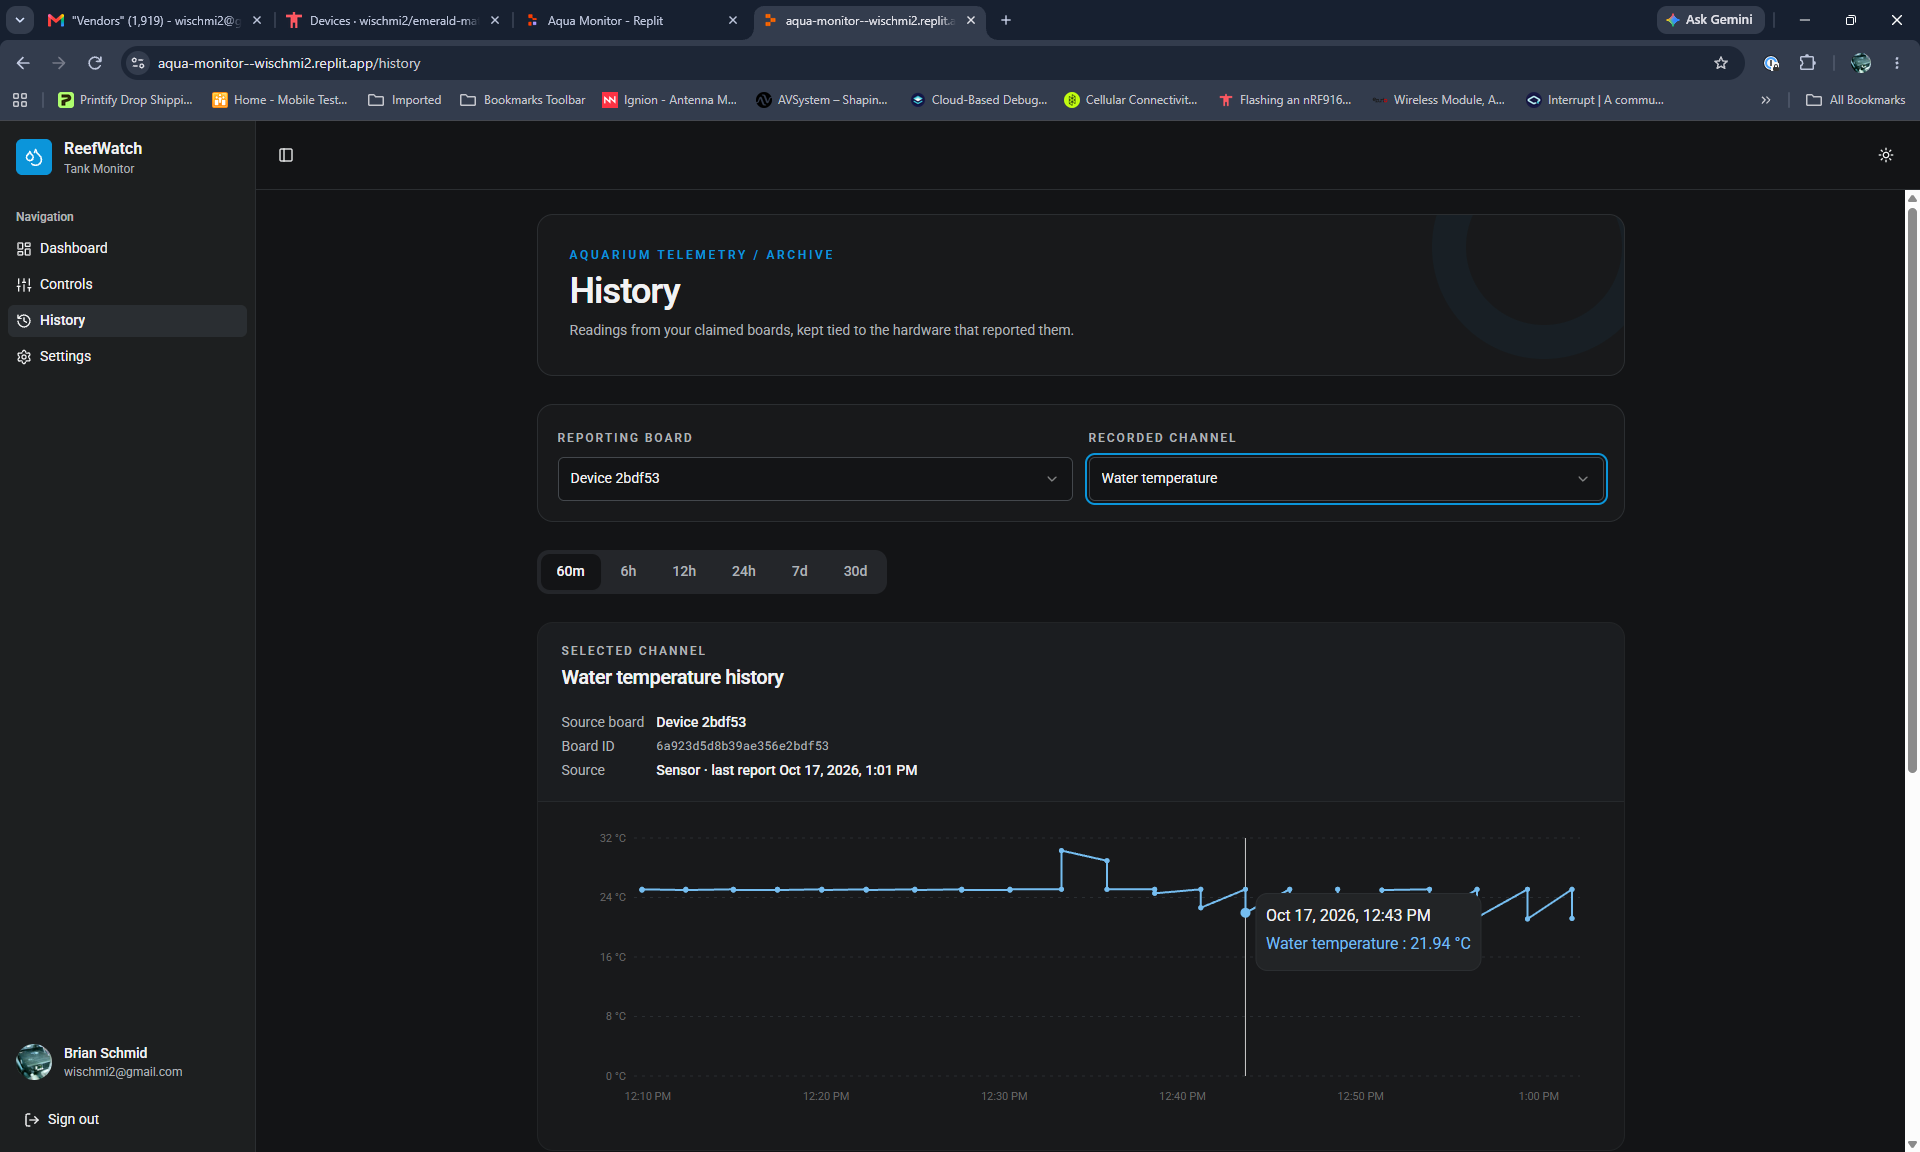 "Vendors" (1,919) - wischmi2@g
Devices · wischmi2/emerald-ma
Aqua Monitor - Replit
aqua-monitor--wischmi2.replit.a
Ask Gemini
aqua-monitor--wischmi2.replit.app/history
Printify Drop Shippi...
Home - Mobile Test...
Imported
Bookmarks Toolbar
Ignion - Antenna M...
AVSystem – Shapin...
Cloud-Based Debug...
Cellular Connectivit...
Flashing an nRF916...
Wireless Module, A...
Interrupt | A commu...
All Bookmarks
ReefWatch
Tank Monitor
Navigation
Dashboard
Controls
History
Settings
AQUARIUM TELEMETRY / ARCHIVE
History
Readings from your claimed boards, kept tied to the hardware that reported them.
REPORTING BOARD
Device 2bdf53
RECORDED CHANNEL
Water temperature
60m
6h
12h
24h
7d
30d
SELECTED CHANNEL
Water temperature history
Source board Device 2bdf53
Board ID 6a923d5d8b39ae356e2bdf53
Source Sensor · last report Oct 17, 2026, 1:01 PM
32 °C
24 °C
16 °C
8 °C
0 °C
Oct 17, 2026, 12:43 PM
Water temperature : 21.94 °C
12:10 PM
12:20 PM
12:30 PM
12:40 PM
12:50 PM
1:00 PM
Brian Schmid
wischmi2@gmail.com
Sign out